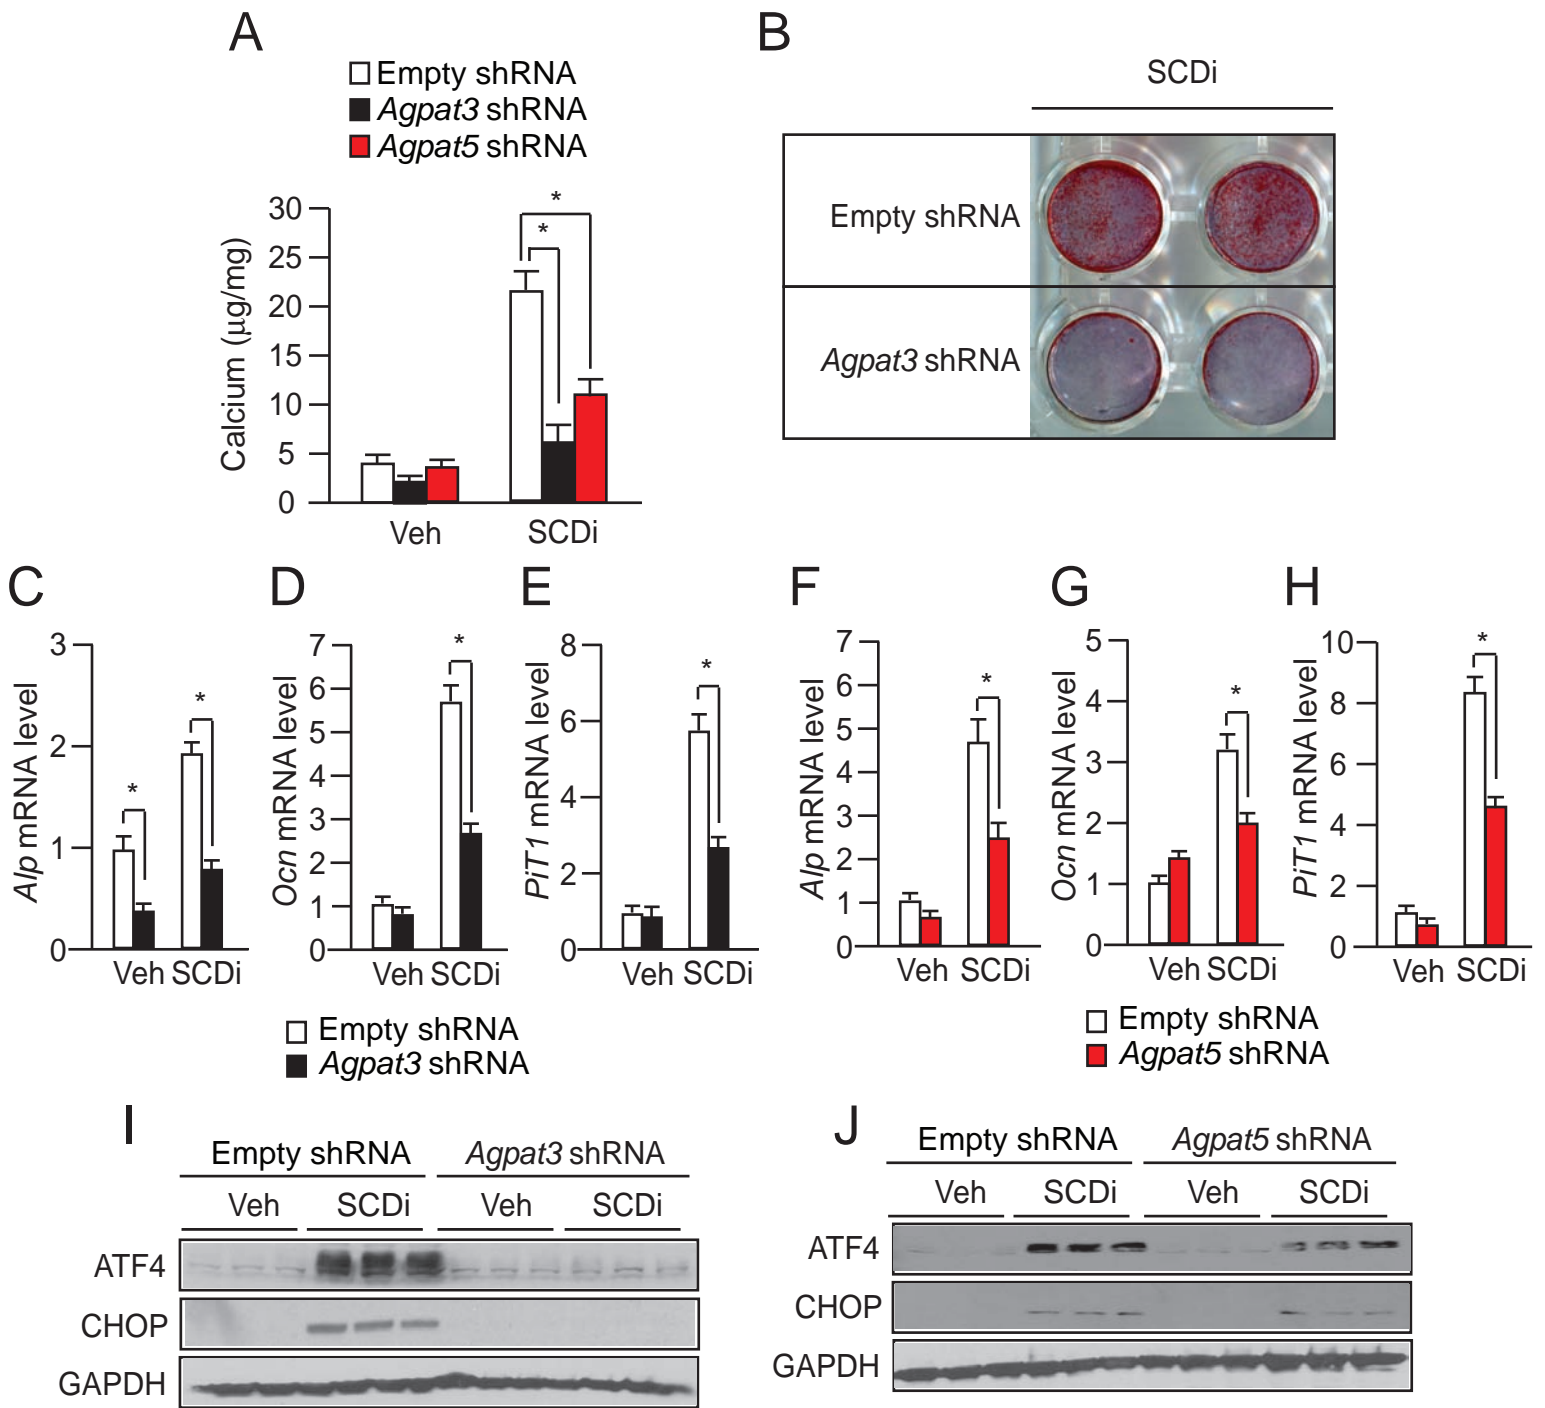 A
Empty shRNA
Agpat3 shRNA
Agpat5 shRNA
Calcium (µg/mg)
30
25
20
15
10
5
0
*
*
Veh
SCDi
B
SCDi
Empty shRNA
Agpat3 shRNA
C
Alp mRNA level
3
2
1
0
*
*
Veh SCDi
D
Ocn mRNA level
7
6
5
4
3
2
1
0
*
Veh SCDi
E
PiT1 mRNA level
8
6
4
2
0
*
Veh SCDi
Empty shRNA
Agpat3 shRNA
F
Alp mRNA level
7
6
5
4
3
2
1
0
*
Veh SCDi
G
Ocn mRNA level
5
4
3
2
1
0
*
Veh SCDi
H
PiT1 mRNA level
10
8
6
4
2
0
*
Veh SCDi
Empty shRNA
Agpat5 shRNA
I
Empty shRNA Agpat3 shRNA
Veh SCDi Veh SCDi
ATF4
CHOP
GAPDH
J
Empty shRNA Agpat5 shRNA
Veh SCDi Veh SCDi
ATF4
CHOP
GAPDH